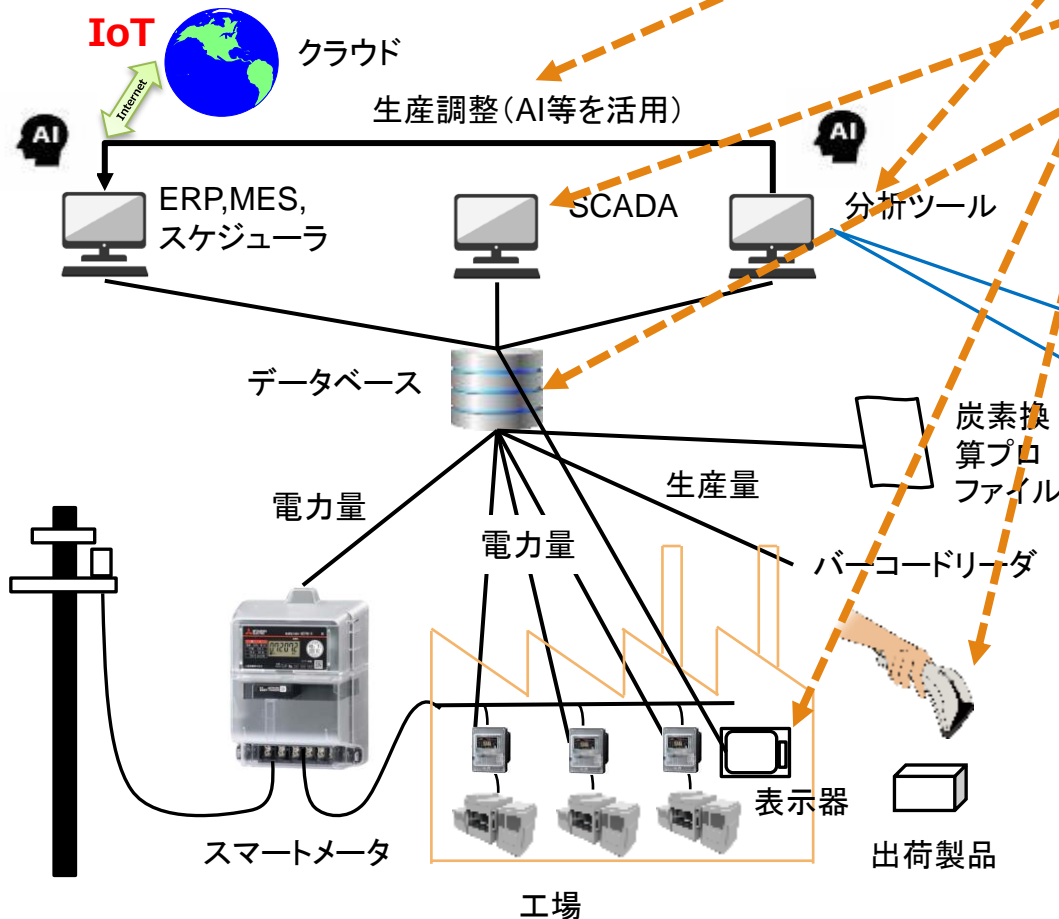 IoT
クラウド
Internet
生産調整(AI等を活用)
AI
AI
ERP,MES,
スケジューラ
SCADA
分析ツール
データベース
炭素換
算プロ
ファイル
生産量
電力量
電力量
バーコードリーダ
表示器
スマートメータ
出荷製品
工場